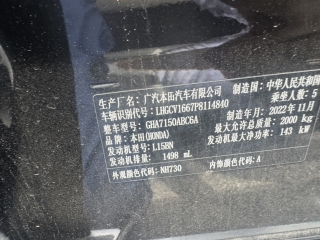 生产厂名：广汽本田汽车有限公司 制造国：中华人民共和国
车辆识别代号：LHGCV1667P8114840 乘坐人数：5
整车型号：GHA7150ABC6A 制造年月：2022年11月
品牌：本田(HONDA) 最大允许总质量：2000 kg
发动机型号：L15BN 发动机最大净功率：143 kW
发动机排量：1498 mL
外观颜色代码：NH730 内饰颜色代码：A